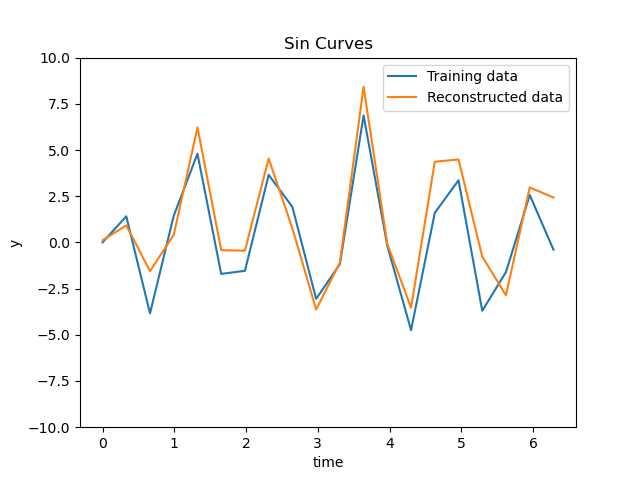 Sin Curves
Training data
Reconstructed data
10.0
7.5
5.0
2.5
0.0
−2.5
−5.0
−7.5
−10.0
y
0 1 2 3 4 5 6
time